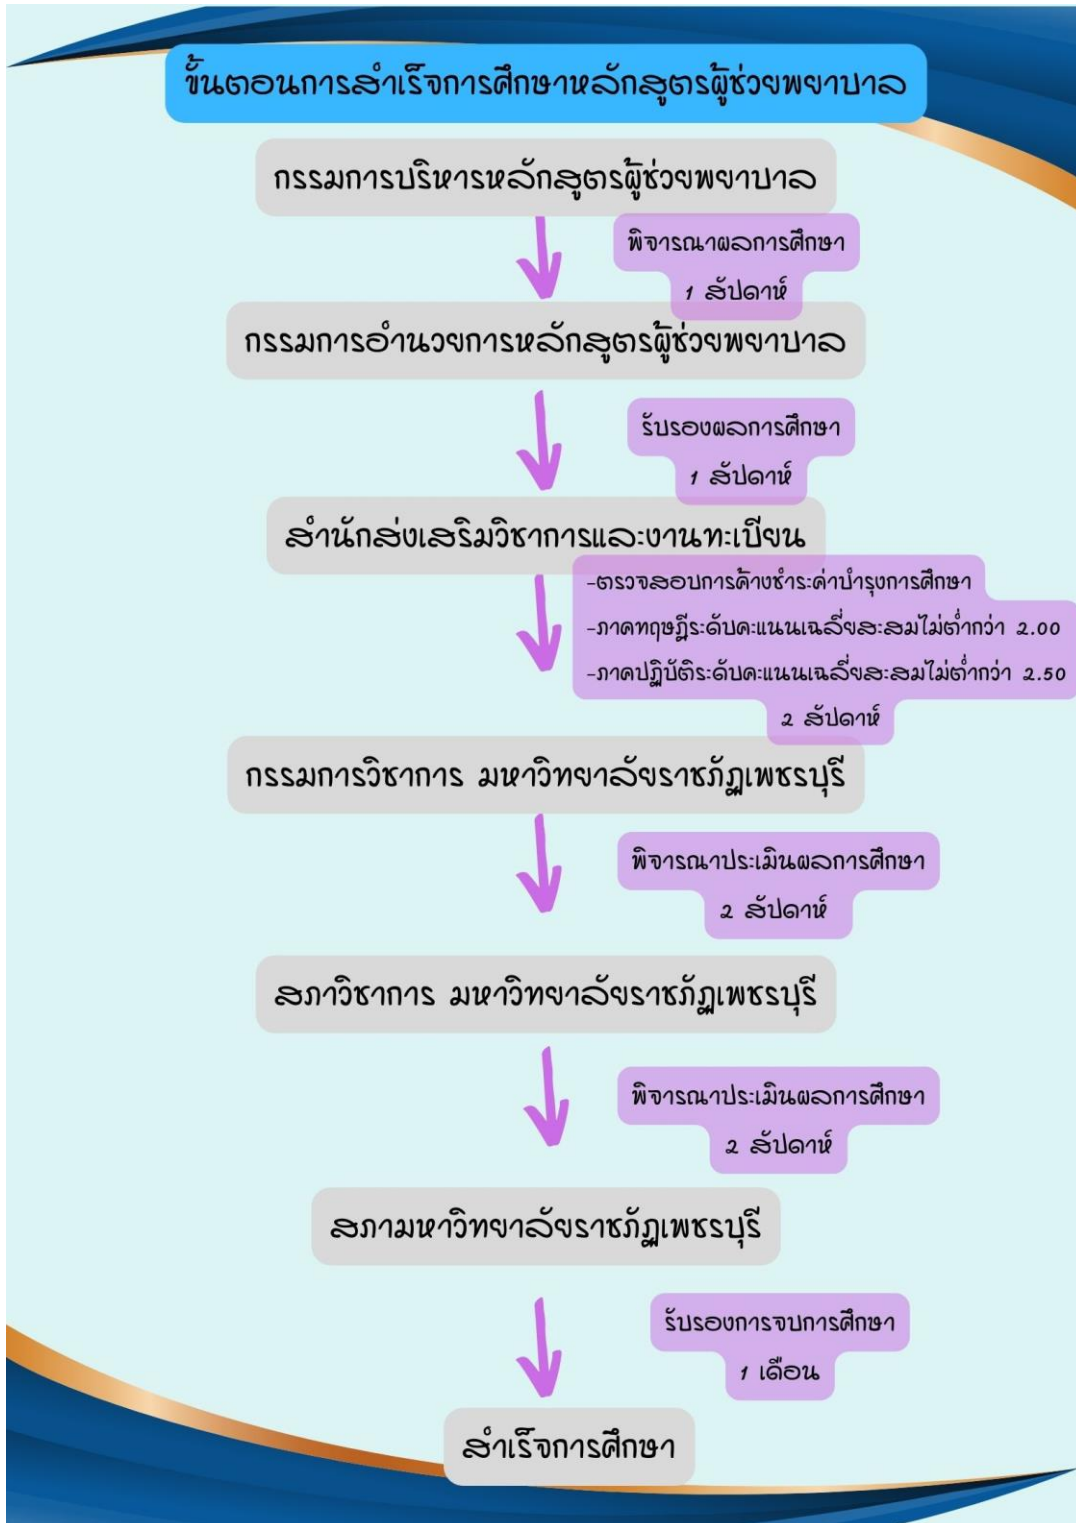 ขั้นตอนการสำเร็จการศึกษาหลักสูตรผู้ช่วยพยาบาล
กรรมการบริหารหลักสูตรผู้ช่วยพยาบาล
พิจารณาผลการศึกษา
1 สัปดาห์
กรรมการอำนวยการหลักสูตรผู้ช่วยพยาบาล
รับรองผลการศึกษา
1 สัปดาห์
สำนักส่งเสริมวิชาการและงานทะเบียน
-ตรวจสอบการค้างชำระค่าบำรุงการศึกษา
-ภาคทฤษฎีระดับคะแนนเฉลี่ยสะสมไม่ต่ำกว่า 2.00
-ภาคปฏิบัติระดับคะแนนเฉลี่ยสะสมไม่ต่ำกว่า 2.50
2 สัปดาห์
กรรมการวิชาการ มหาวิทยาลัยราชภัฏเพชรบุรี
พิจารณาประเมินผลการศึกษา
2 สัปดาห์
สภาวิชาการ มหาวิทยาลัยราชภัฏเพชรบุรี
พิจารณาประเมินผลการศึกษา
2 สัปดาห์
สภามหาวิทยาลัยราชภัฏเพชรบุรี
รับรองการจบการศึกษา
1 เดือน
สำเร็จการศึกษา